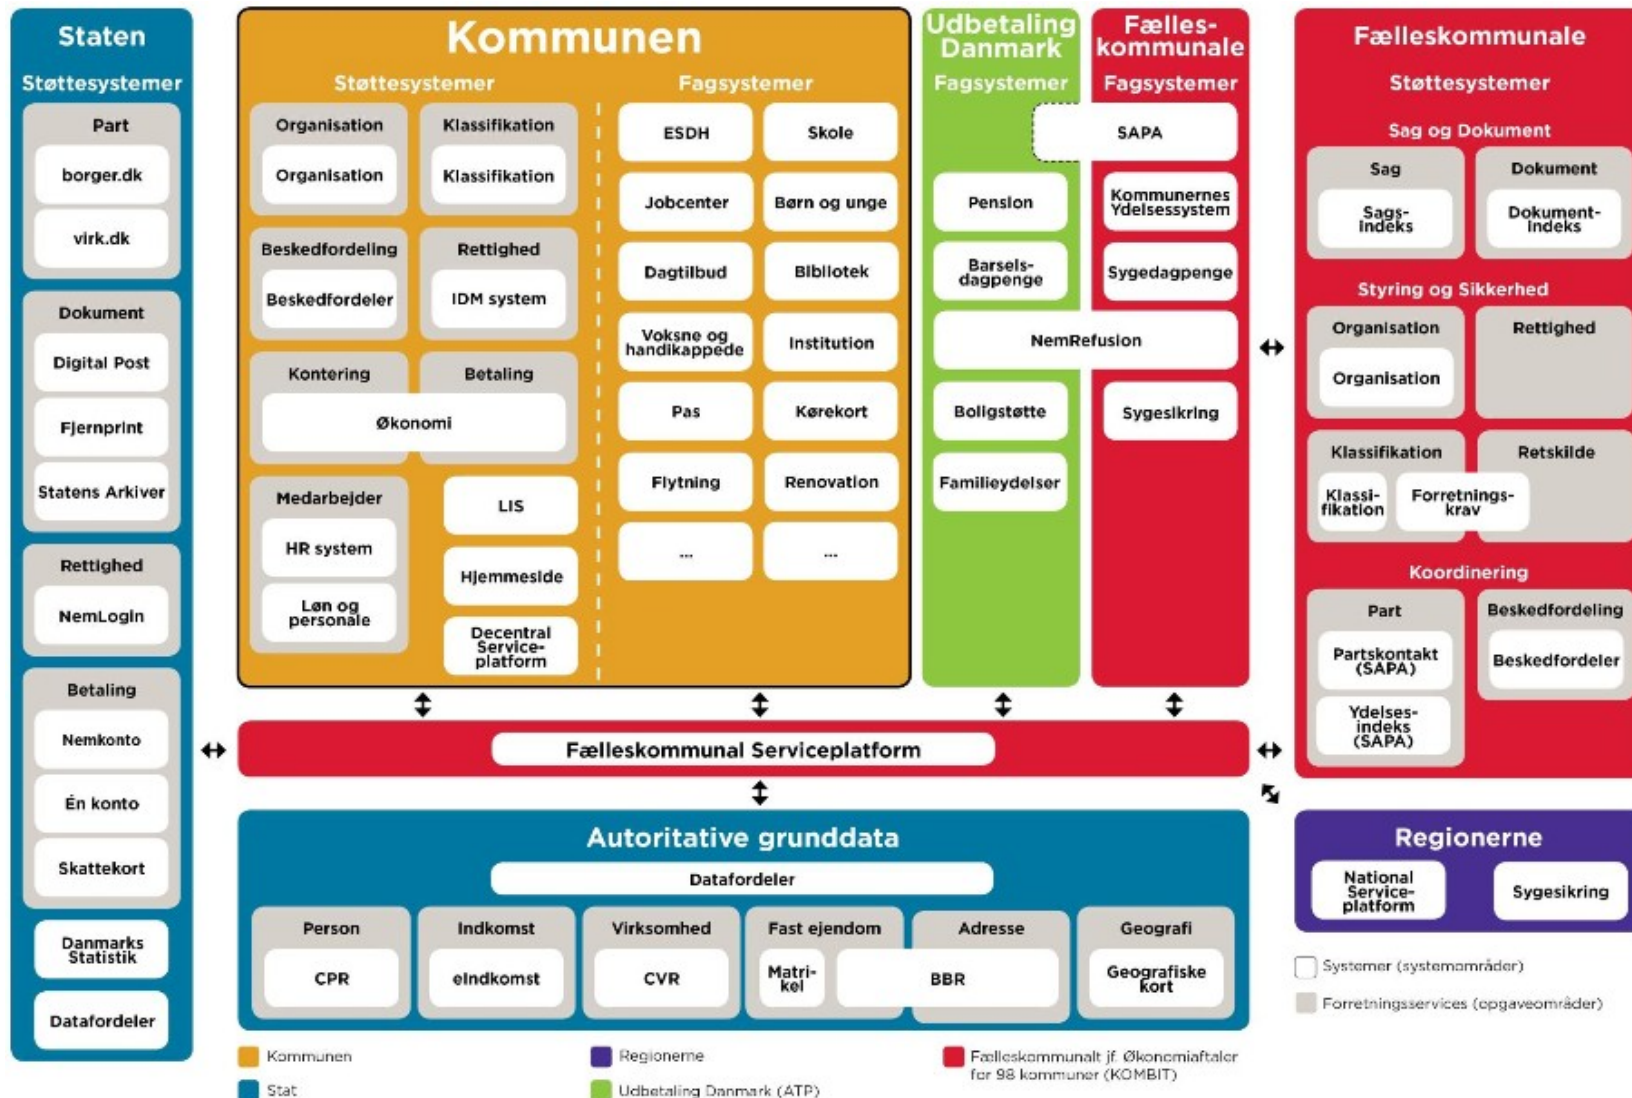 Staten
Støttesystemer
Part
borger.dk
virk.dk
Dokument
Digital Post
Fjernprint
Statens Arkiver
Rettighed
NemLogin
Betaling
Nemkonto
Én konto
Skattekort
Danmarks
Statistik
Datafordeler
Kommunen
Støttesystemer
Organisation
Organisation
Klassifikation
Klassifikation
Beskedfordeling
Beskedfordeler
Rettighed
IDM system
Kontering
Betaling
Økonomi
Medarbejder
HR system
Løn og
personale
LIS
Hjemmeside
Decentral
Service-
platform
Fagsystemer
ESDH
Skole
Jobcenter
Børn og unge
Dagtilbud
Bibliotek
Voksne og
handikappede
Institution
Pas
Kørekort
Flytning
Renovation
...
...
Udbetaling
Danmark
Fagsystemer
Pension
Barsels-
dagpenge
NemRefusion
Boligstøtte
Familieydelser
Fælles-
kommunale
Fagsystemer
SAPA
Kommunernes
Ydelsessystem
Sygedagpenge
Sygesikring
Fælleskommunale
Støttesystemer
Sag og Dokument
Sag
Sags-
indeks
Dokument
Dokument-
indeks
Styring og Sikkerhed
Organisation
Organisation
Rettighed
Klassifikation
Klassi-
fikation
Retskilde
Forretnings-
krav
Koordinering
Part
Partskontakt
(SAPA)
Ydelses-
indeks
(SAPA)
Beskedfordeling
Beskedfordeler
Fælleskommunal Serviceplatform
Autoritative grunddata
Datafordeler
Person
CPR
Indkomst
eIndkomst
Virksomhed
CVR
Fast ejendom
Matri-
kel
Adresse
BBR
Geografi
Geografiske
kort
Regionerne
National
Service-
platform
Sygesikring
Systemer (systemområder)
Forretningsservices (opgaveområder)
Kommunen
Stat
Regionerne
Udbetaling Danmark (ATP)
Fælleskommunalt jf. Økonomiaftaler
for 98 kommuner (KOMBIT)